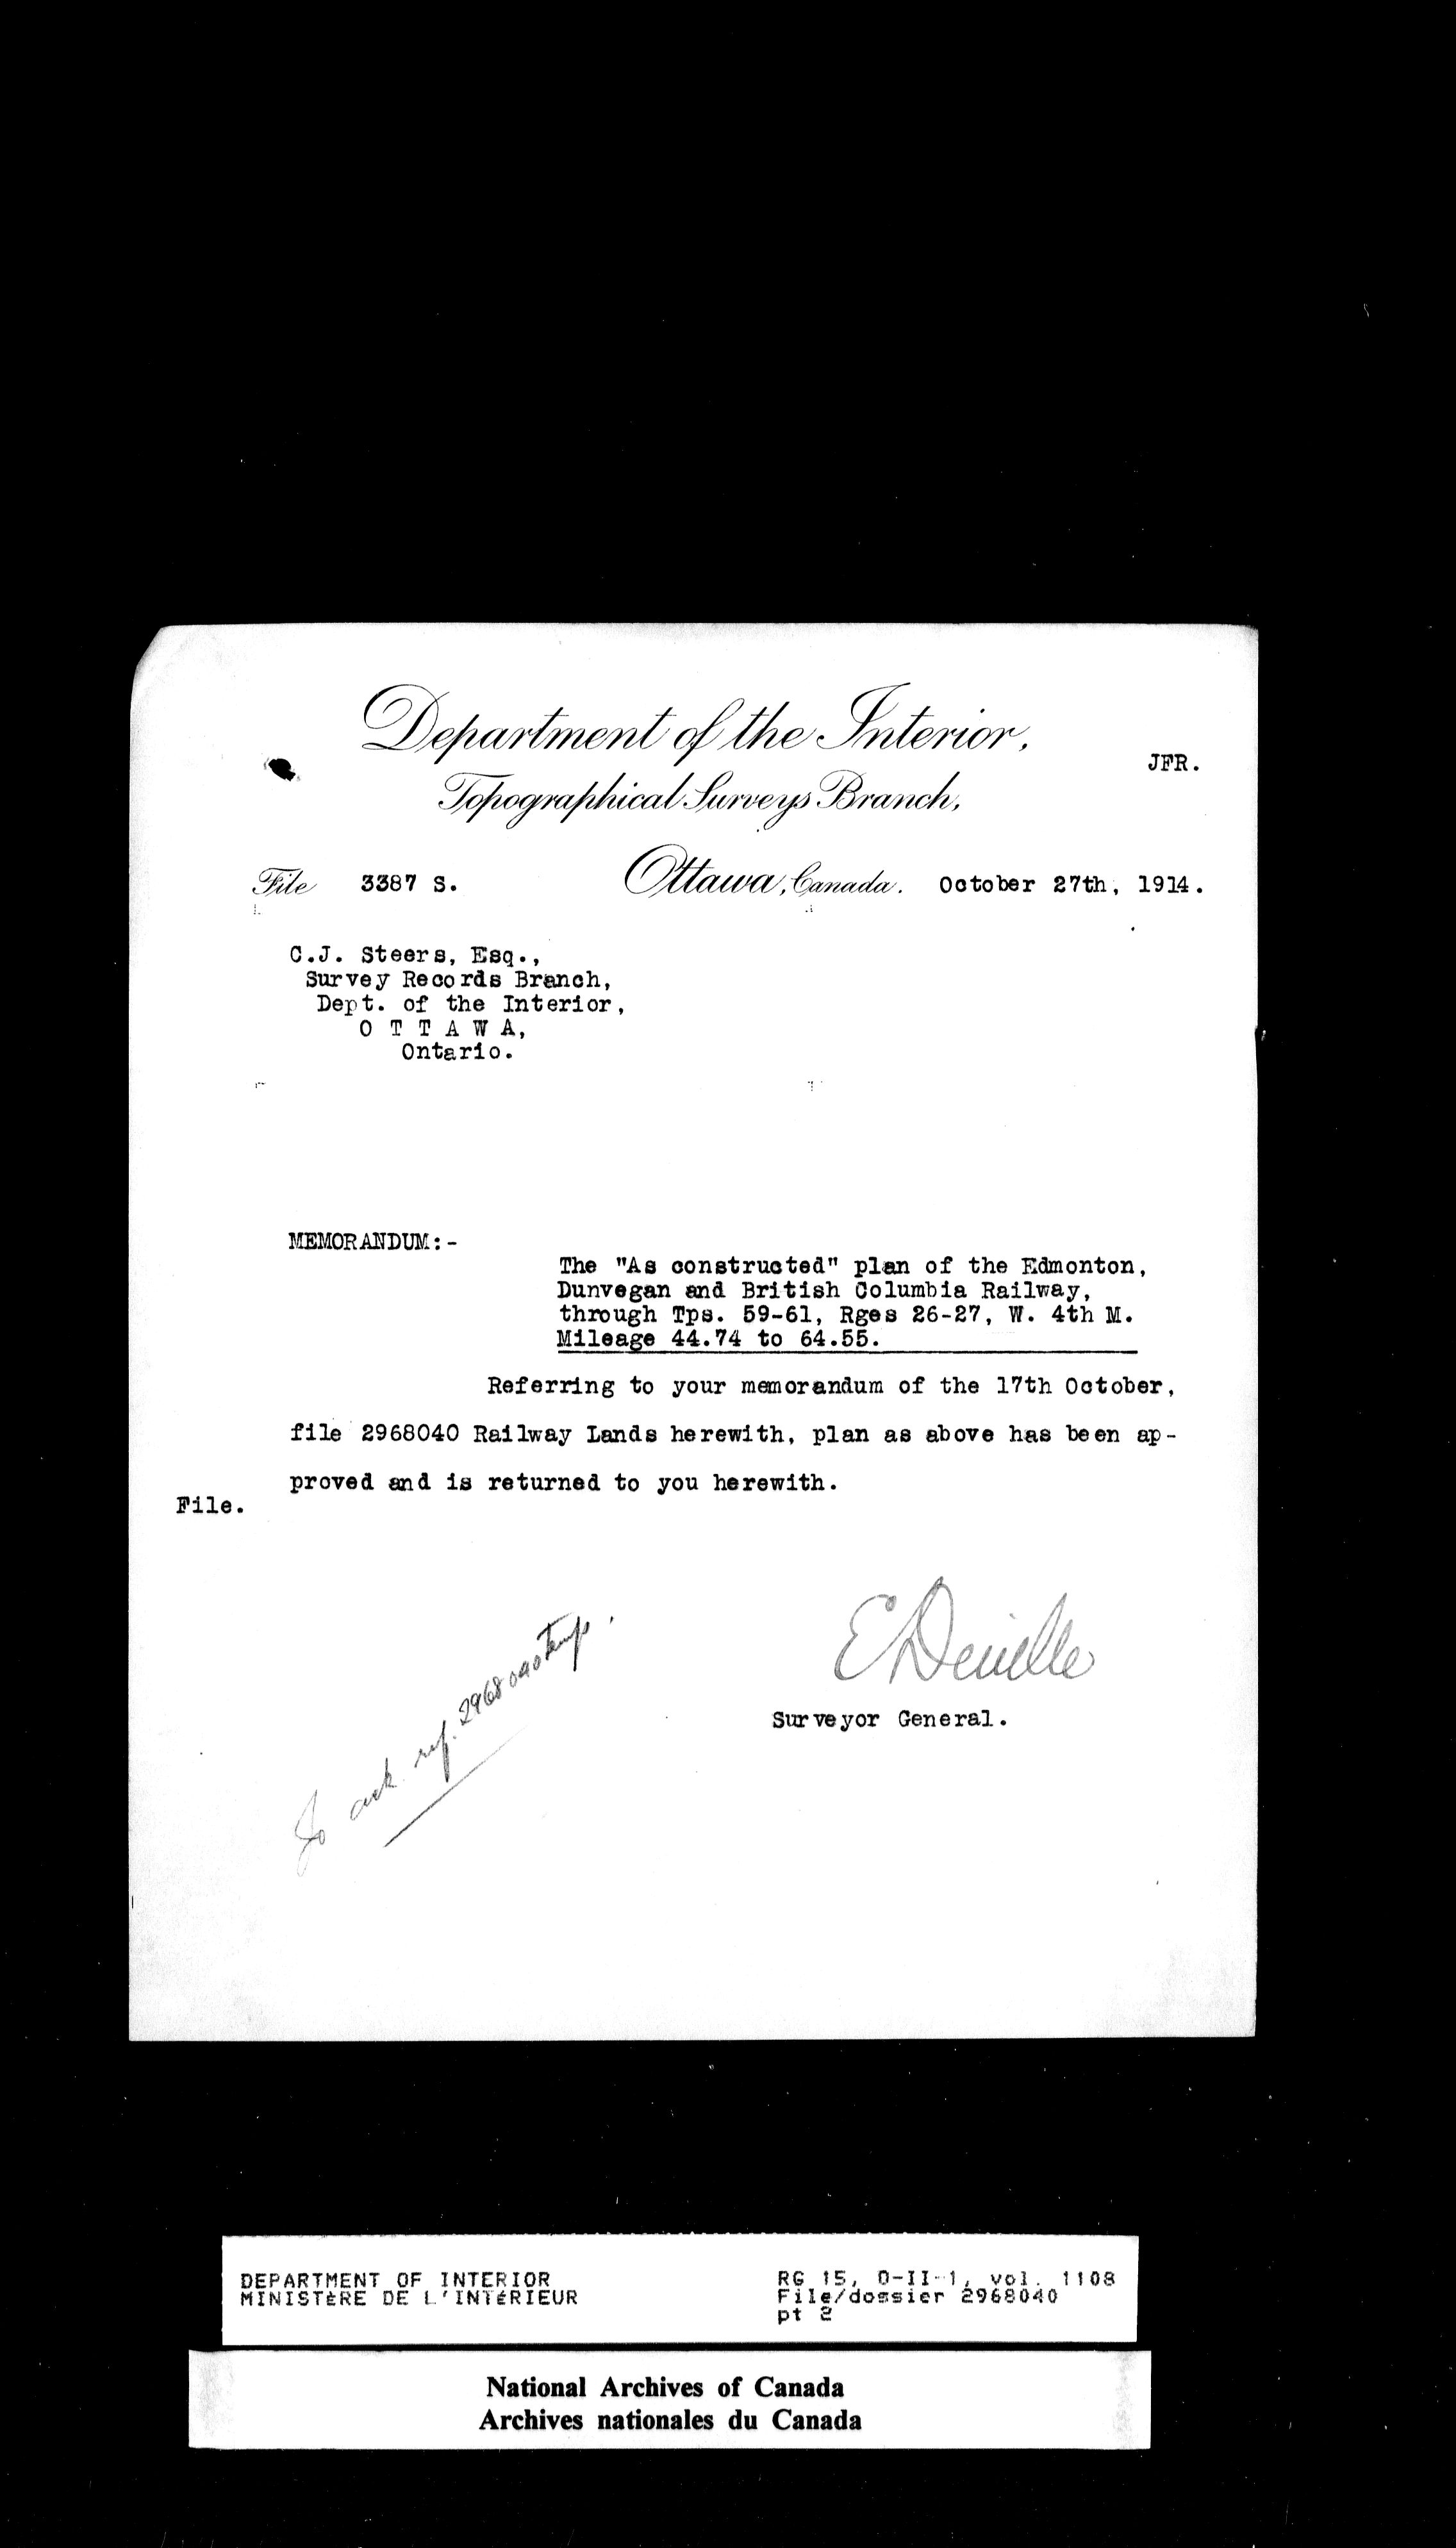 Department of the Interior,
JFR.
Topographical Surveys Branch,
File 3387 S. Ottawa, Canada. October 27th, 1914.
C.J. Steers, Esq.,
Survey Records Branch,
Dept. of the Interior,
O T T A W A,
Ontario.
MEMORANDUM:-
The "As constructed" plan of the Edmonton,
Dunvegan and British Columbia Railway,
through Tps. 59-61, Rges 26-27, W. 4th M.
Mileage 44.74 to 64.55.
Referring to your memorandum of the 17th October,
file 2968040 Railway Lands herewith, plan as above has been ap-
proved and is returned to you herewith.
File.
E Deville
Surveyor General.
ack ref. 2968040
DEPARTMENT OF INTERIOR
MINISTÈRE DE L'INTÉRIEUR
RG 15, D-II-1, vol. 1108
File/dossier 2968040
pt 2
National Archives of Canada
Archives nationales du Canada